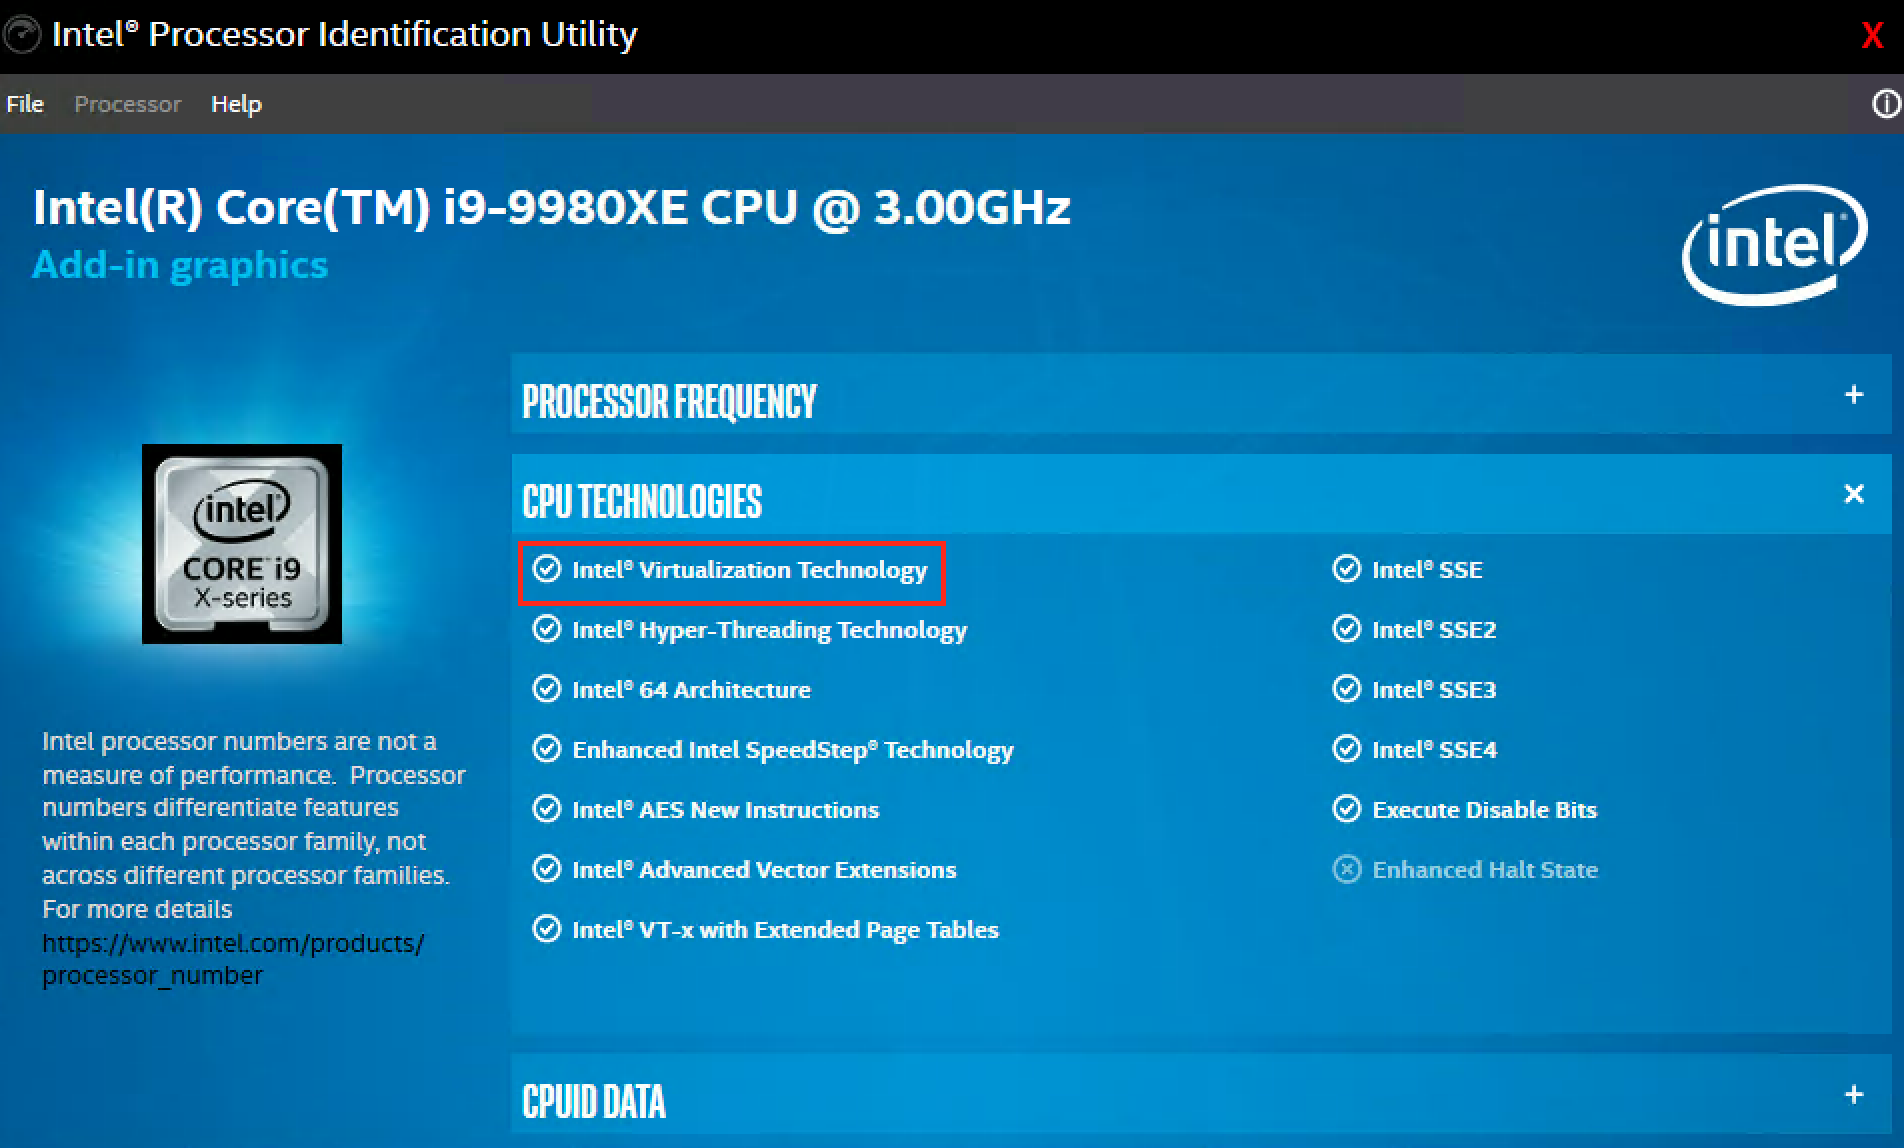 Intel® Processor Identification Utility
X
File Processor Help
Intel(R) Core(TM) i9-9980XE CPU @ 3.00GHz
Add-in graphics
intel®
PROCESSOR FREQUENCY
+
CPU TECHNOLOGIES
×
Intel® Virtualization Technology
Intel® Hyper-Threading Technology
Intel® 64 Architecture
Enhanced Intel SpeedStep® Technology
Intel® AES New Instructions
Intel® Advanced Vector Extensions
Intel® VT-x with Extended Page Tables
Intel® SSE
Intel® SSE2
Intel® SSE3
Intel® SSE4
Execute Disable Bits
Enhanced Halt State
intel®
CORE™ i9
X-series
Intel processor numbers are not a
measure of performance.  Processor
numbers differentiate features
within each processor family, not
across different processor families.
For more details
https://www.intel.com/products/
processor_number
CPUID DATA
+